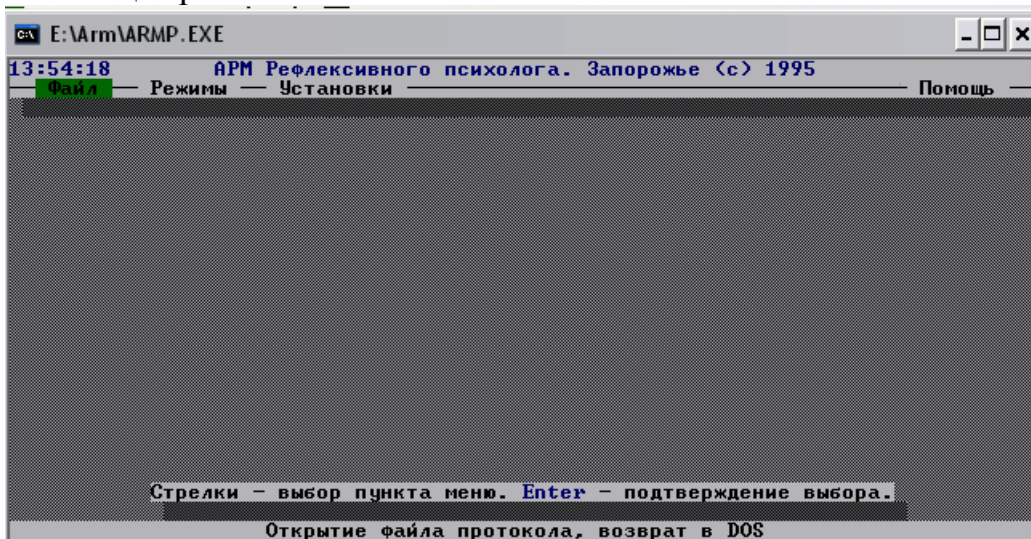 E:\Arm\ARMP.EXE
13:54:18 АРМ Рефлексивного психолога. Запорожье (c) 1995
Файл Режимы Установки Помощь
Стрелки - выбор пункта меню. Enter - подтверждение выбора.
Открытие файла протокола, возврат в DOS